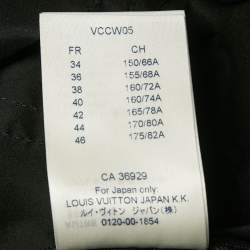 VCCW05
FR CH
34 150/66A
36 155/68A
38 160/72A
40 160/74A
42 165/78A
44 170/80A
46 175/82A
CA 36929
For Japan only:
LOUIS VUITTON JAPAN K.K.
ルイ・ヴィトン ジャパン(株)
0120-00-1854